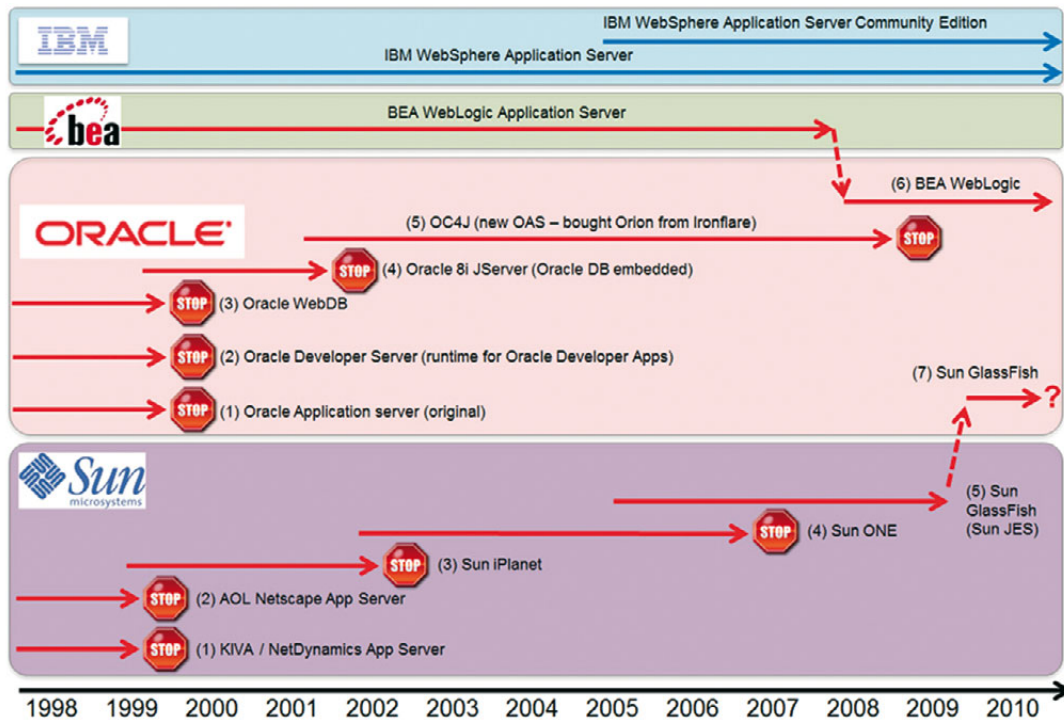 IBM
IBM WebSphere Application Server Community Edition
IBM WebSphere Application Server
bea
BEA WebLogic Application Server
(6) BEA WebLogic
ORACLE
(5) OC4J (new OAS – bought Orion from Ironflare)
STOP
STOP
(4) Oracle 8i JServer (Oracle DB embedded)
STOP
(3) Oracle WebDB
STOP
(2) Oracle Developer Server (runtime for Oracle Developer Apps)
(7) Sun GlassFish
?
STOP
(1) Oracle Application server (original)
Sun
microsystems
(5) Sun
GlassFish
(Sun JES)
STOP
(4) Sun ONE
STOP
(3) Sun iPlanet
STOP
(2) AOL Netscape App Server
STOP
(1) KIVA / NetDynamics App Server
1998 1999 2000 2002 2003 2004 2005 2006 2007 2008 2009 2010